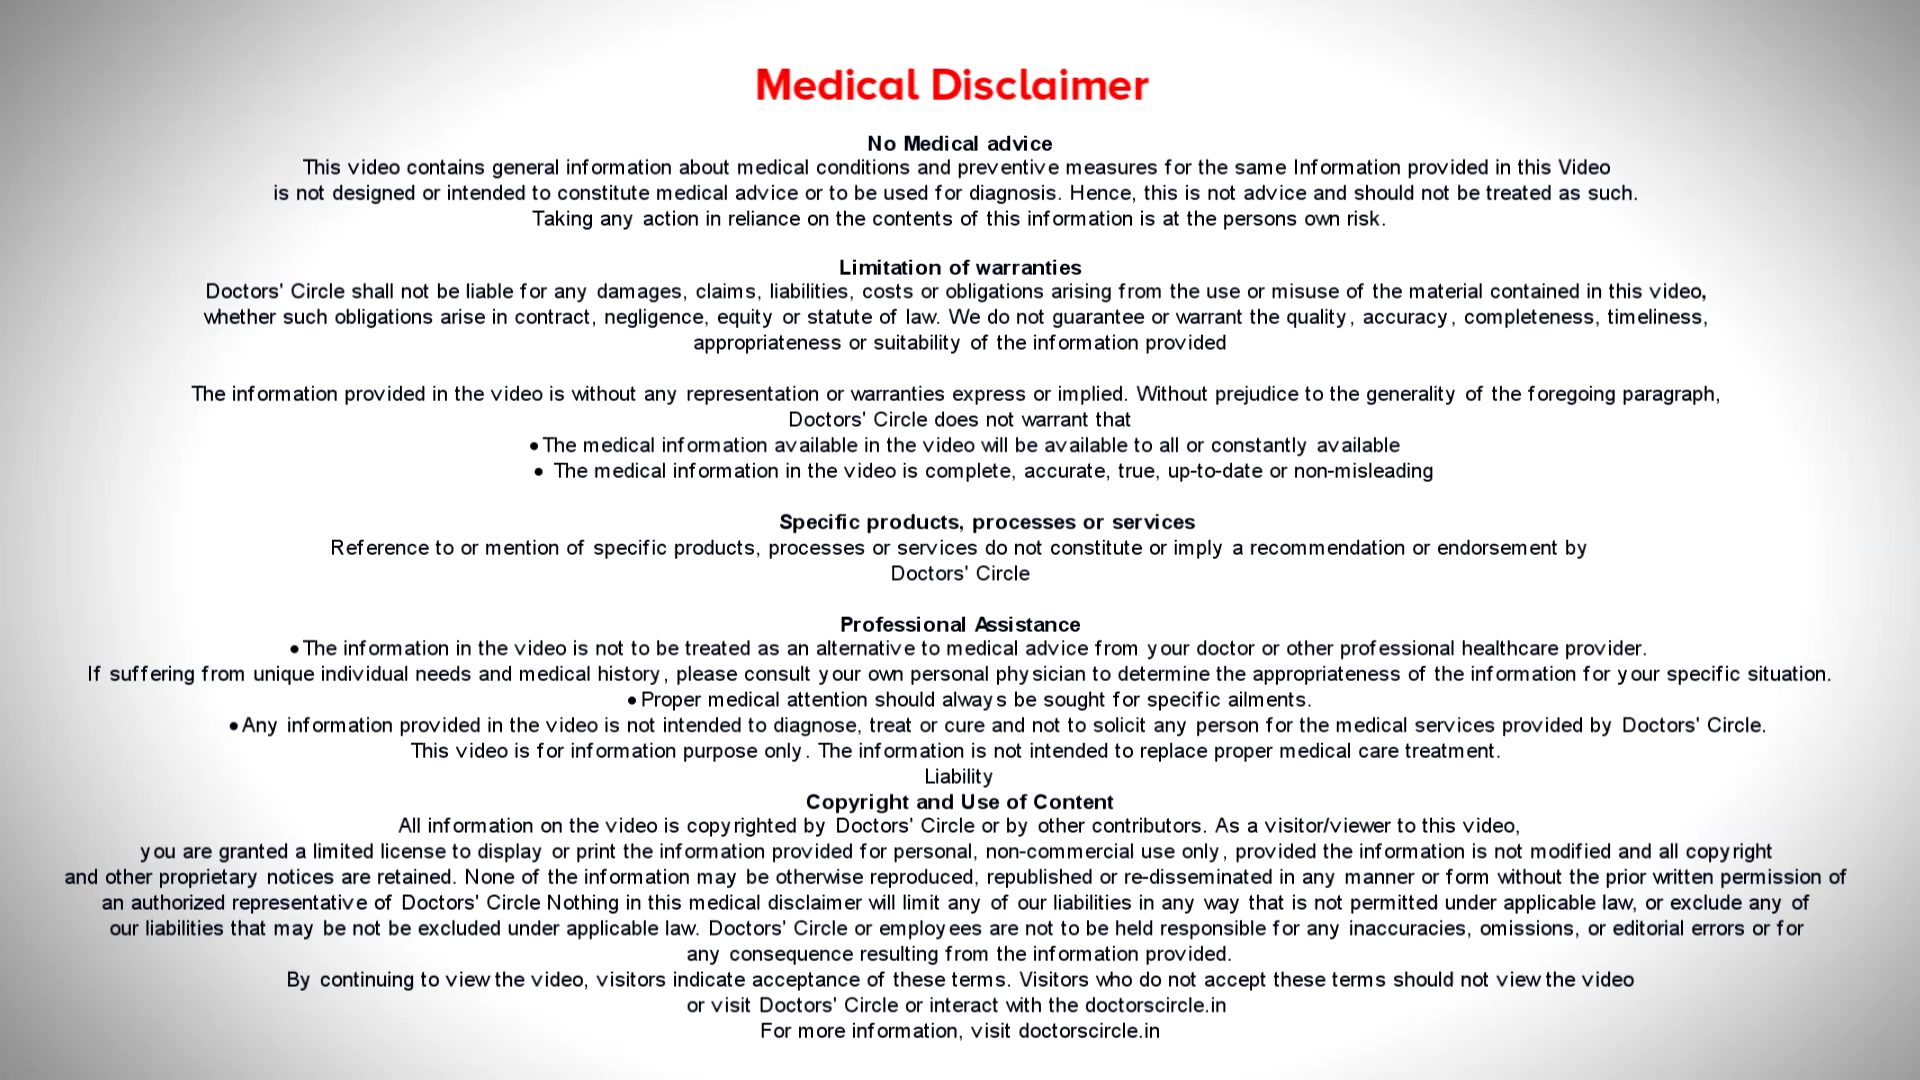 Medical Disclaimer
No Medical advice
This video contains general information about medical conditions and preventive measures for the same Information provided in this Video
is not designed or intended to constitute medical advice or to be used for diagnosis. Hence, this is not advice and should not be treated as such.
Taking any action in reliance on the contents of this information is at the persons own risk.
Limitation of warranties
Doctors' Circle shall not be liable for any damages, claims, liabilities, costs or obligations arising from the use or misuse of the material contained in this video,
whether such obligations arise in contract, negligence, equity or statute of law. We do not guarantee or warrant the quality, accuracy, completeness, timeliness,
appropriateness or suitability of the information provided
The information provided in the video is without any representation or warranties express or implied. Without prejudice to the generality of the foregoing paragraph,
Doctors' Circle does not warrant that
• The medical information available in the video will be available to all or constantly available
• The medical information in the video is complete, accurate, true, up-to-date or non-misleading
Specific products, processes or services
Reference to or mention of specific products, processes or services do not constitute or imply a recommendation or endorsement by
Doctors' Circle
Professional Assistance
• The information in the video is not to be treated as an alternative to medical advice from your doctor or other professional healthcare provider.
If suffering from unique individual needs and medical history, please consult your own personal physician to determine the appropriateness of the information for your specific situation.
• Proper medical attention should always be sought for specific ailments.
• Any information provided in the video is not intended to diagnose, treat or cure and not to solicit any person for the medical services provided by Doctors' Circle.
This video is for information purpose only. The information is not intended to replace proper medical care treatment.
Liability
Copyright and Use of Content
All information on the video is copyrighted by Doctors' Circle or by other contributors. As a visitor/viewer to this video,
you are granted a limited license to display or print the information provided for personal, non-commercial use only, provided the information is not modified and all copyright
and other proprietary notices are retained. None of the information may be otherwise reproduced, republished or re-disseminated in any manner or form without the prior written permission of
an authorized representative of Doctors' Circle Nothing in this medical disclaimer will limit any of our liabilities in any way that is not permitted under applicable law, or exclude any of
our liabilities that may be not be excluded under applicable law. Doctors' Circle or employees are not to be held responsible for any inaccuracies, omissions, or editorial errors or for
any consequence resulting from the information provided.
By continuing to view the video, visitors indicate acceptance of these terms. Visitors who do not accept these terms should not view the video
or visit Doctors' Circle or interact with the doctorscircle.in
For more information, visit doctorscircle.in